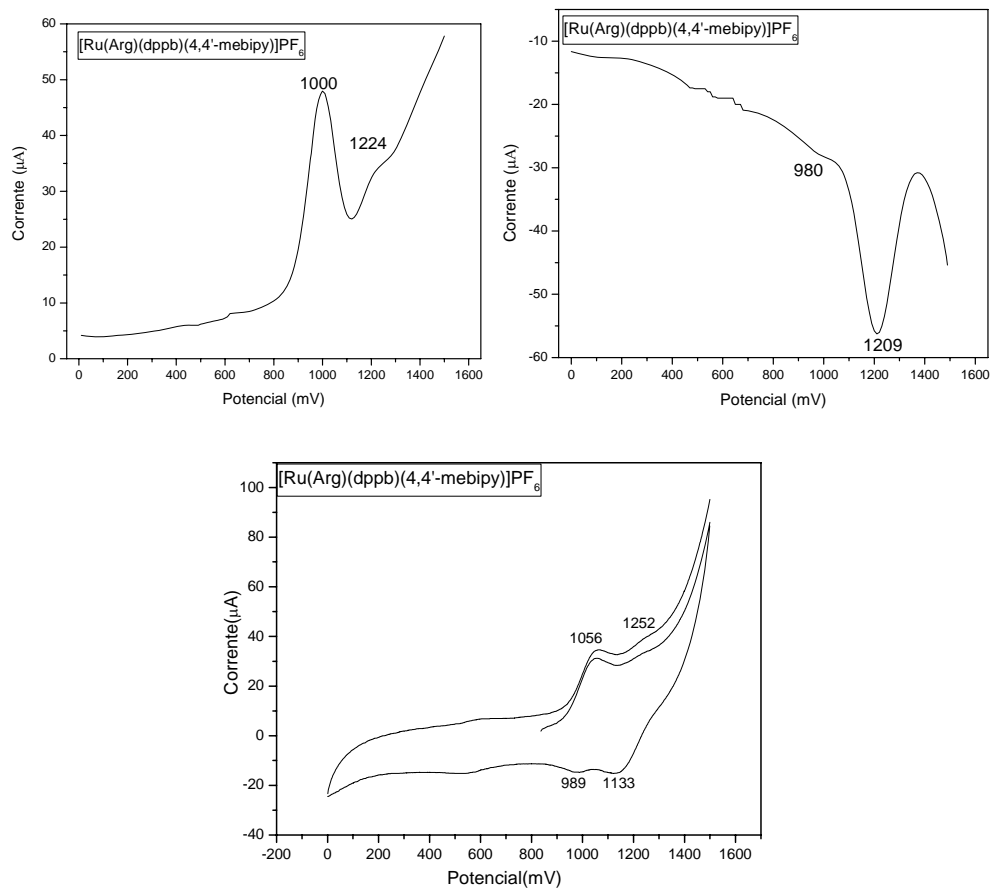 [Ru(Arg)(dppb)(4,4'-mebipy)]PF6
60
50
40
30
20
10
0
1000
1224
0 200 400 600 800 1000 1200 1400 1600
Corrente (µA)
Potencial (mV)
[Ru(Arg)(dppb)(4,4'-mebipy)]PF6
-10
-20
-30
-40
-50
-60
980
1209
0 200 400 600 800 1000 1200 1400 1600
Corrente (µA)
Potencial (mV)
[Ru(Arg)(dppb)(4,4'-mebipy)]PF6
100
80
60
40
20
0
-20
-40
1056
1252
989
1133
-200 0 200 400 600 800 1000 1200 1400 1600
Corrente(µA)
Potencial(mV)